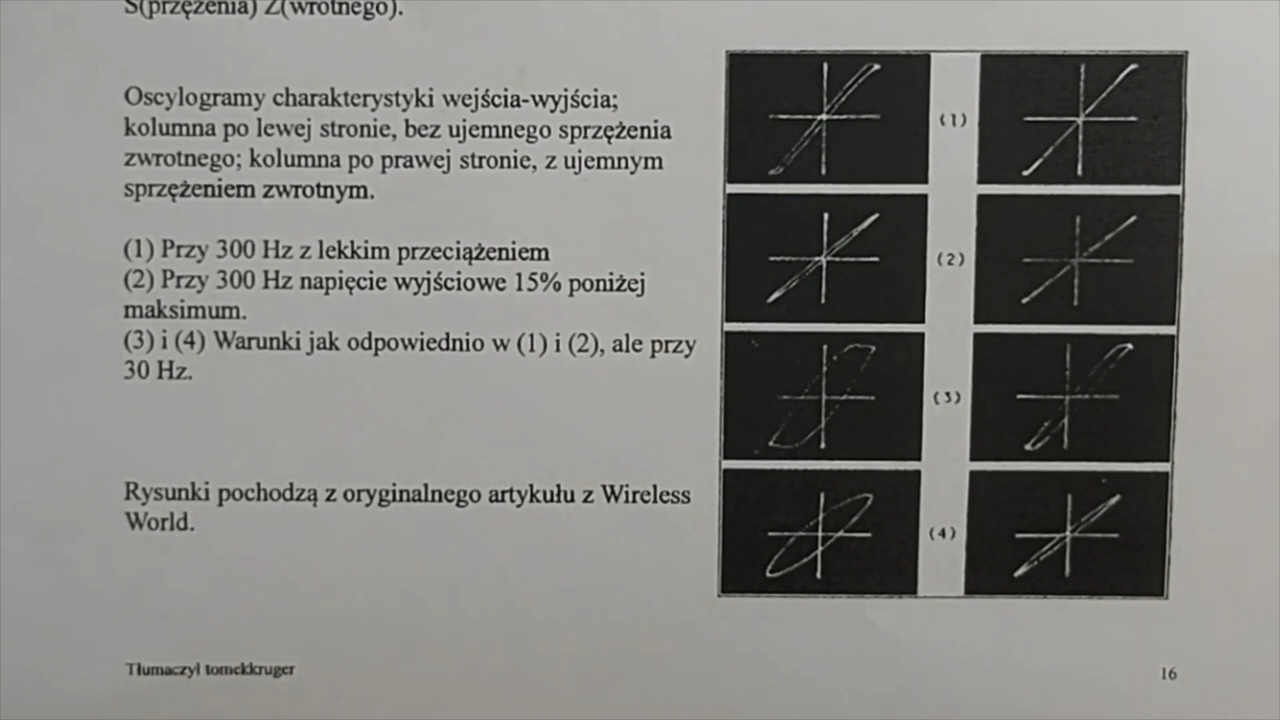 S(przężenia) Z(wrotnego).
Oscylogramy charakterystyki wejścia-wyjścia;
kolumna po lewej stronie, bez ujemnego sprzężenia
zwrotnego; kolumna po prawej stronie, z ujemnym
sprzężeniem zwrotnym.
(1) Przy 300 Hz z lekkim przeciążeniem
(2) Przy 300 Hz napięcie wyjściowe 15% poniżej
maksimum.
(3) i (4) Warunki jak odpowiednio w (1) i (2), ale przy
30 Hz.
Rysunki pochodzą z oryginalnego artykułu z Wireless
World.
(1)
(2)
(3)
(4)
Tłumaczył tomekkruger
16